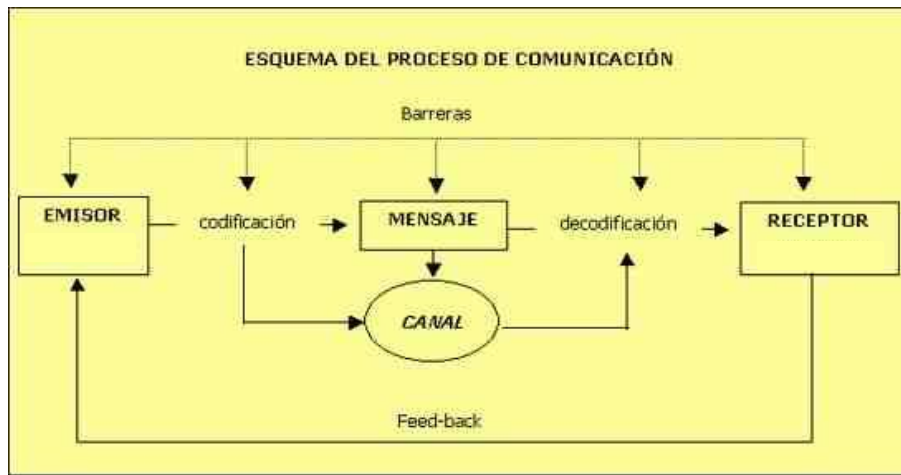 ESQUEMA DEL PROCESO DE COMUNICACIÓN
Barreras
EMISOR
codificación
MENSAJE
decodificación
RECEPTOR
CANAL
Feed-back